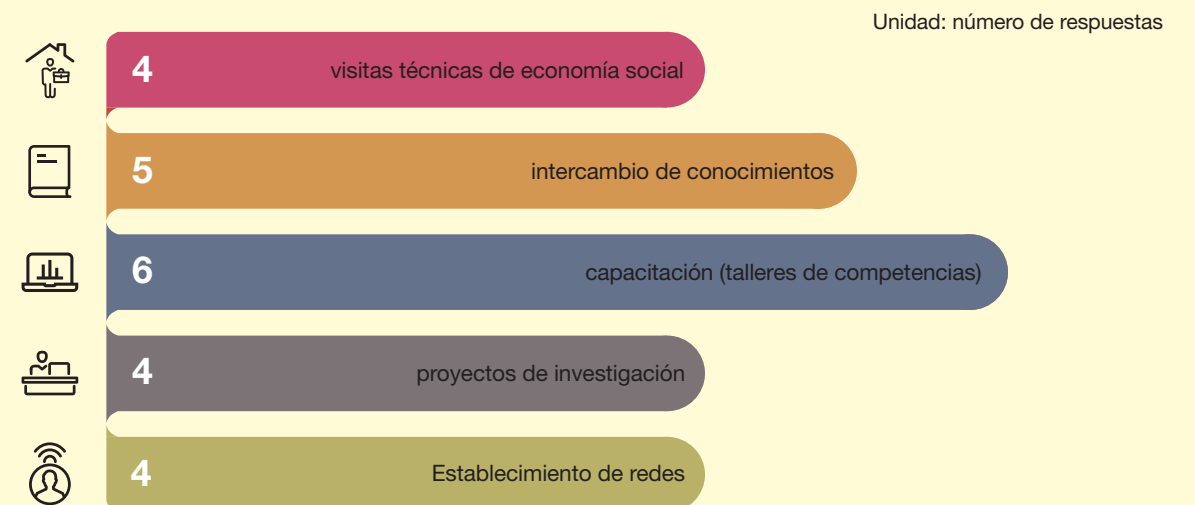 Unidad: número de respuestas
4 visitas técnicas de economía social
5 intercambio de conocimientos
6 capacitación (talleres de competencias)
4 proyectos de investigación
4 Establecimiento de redes